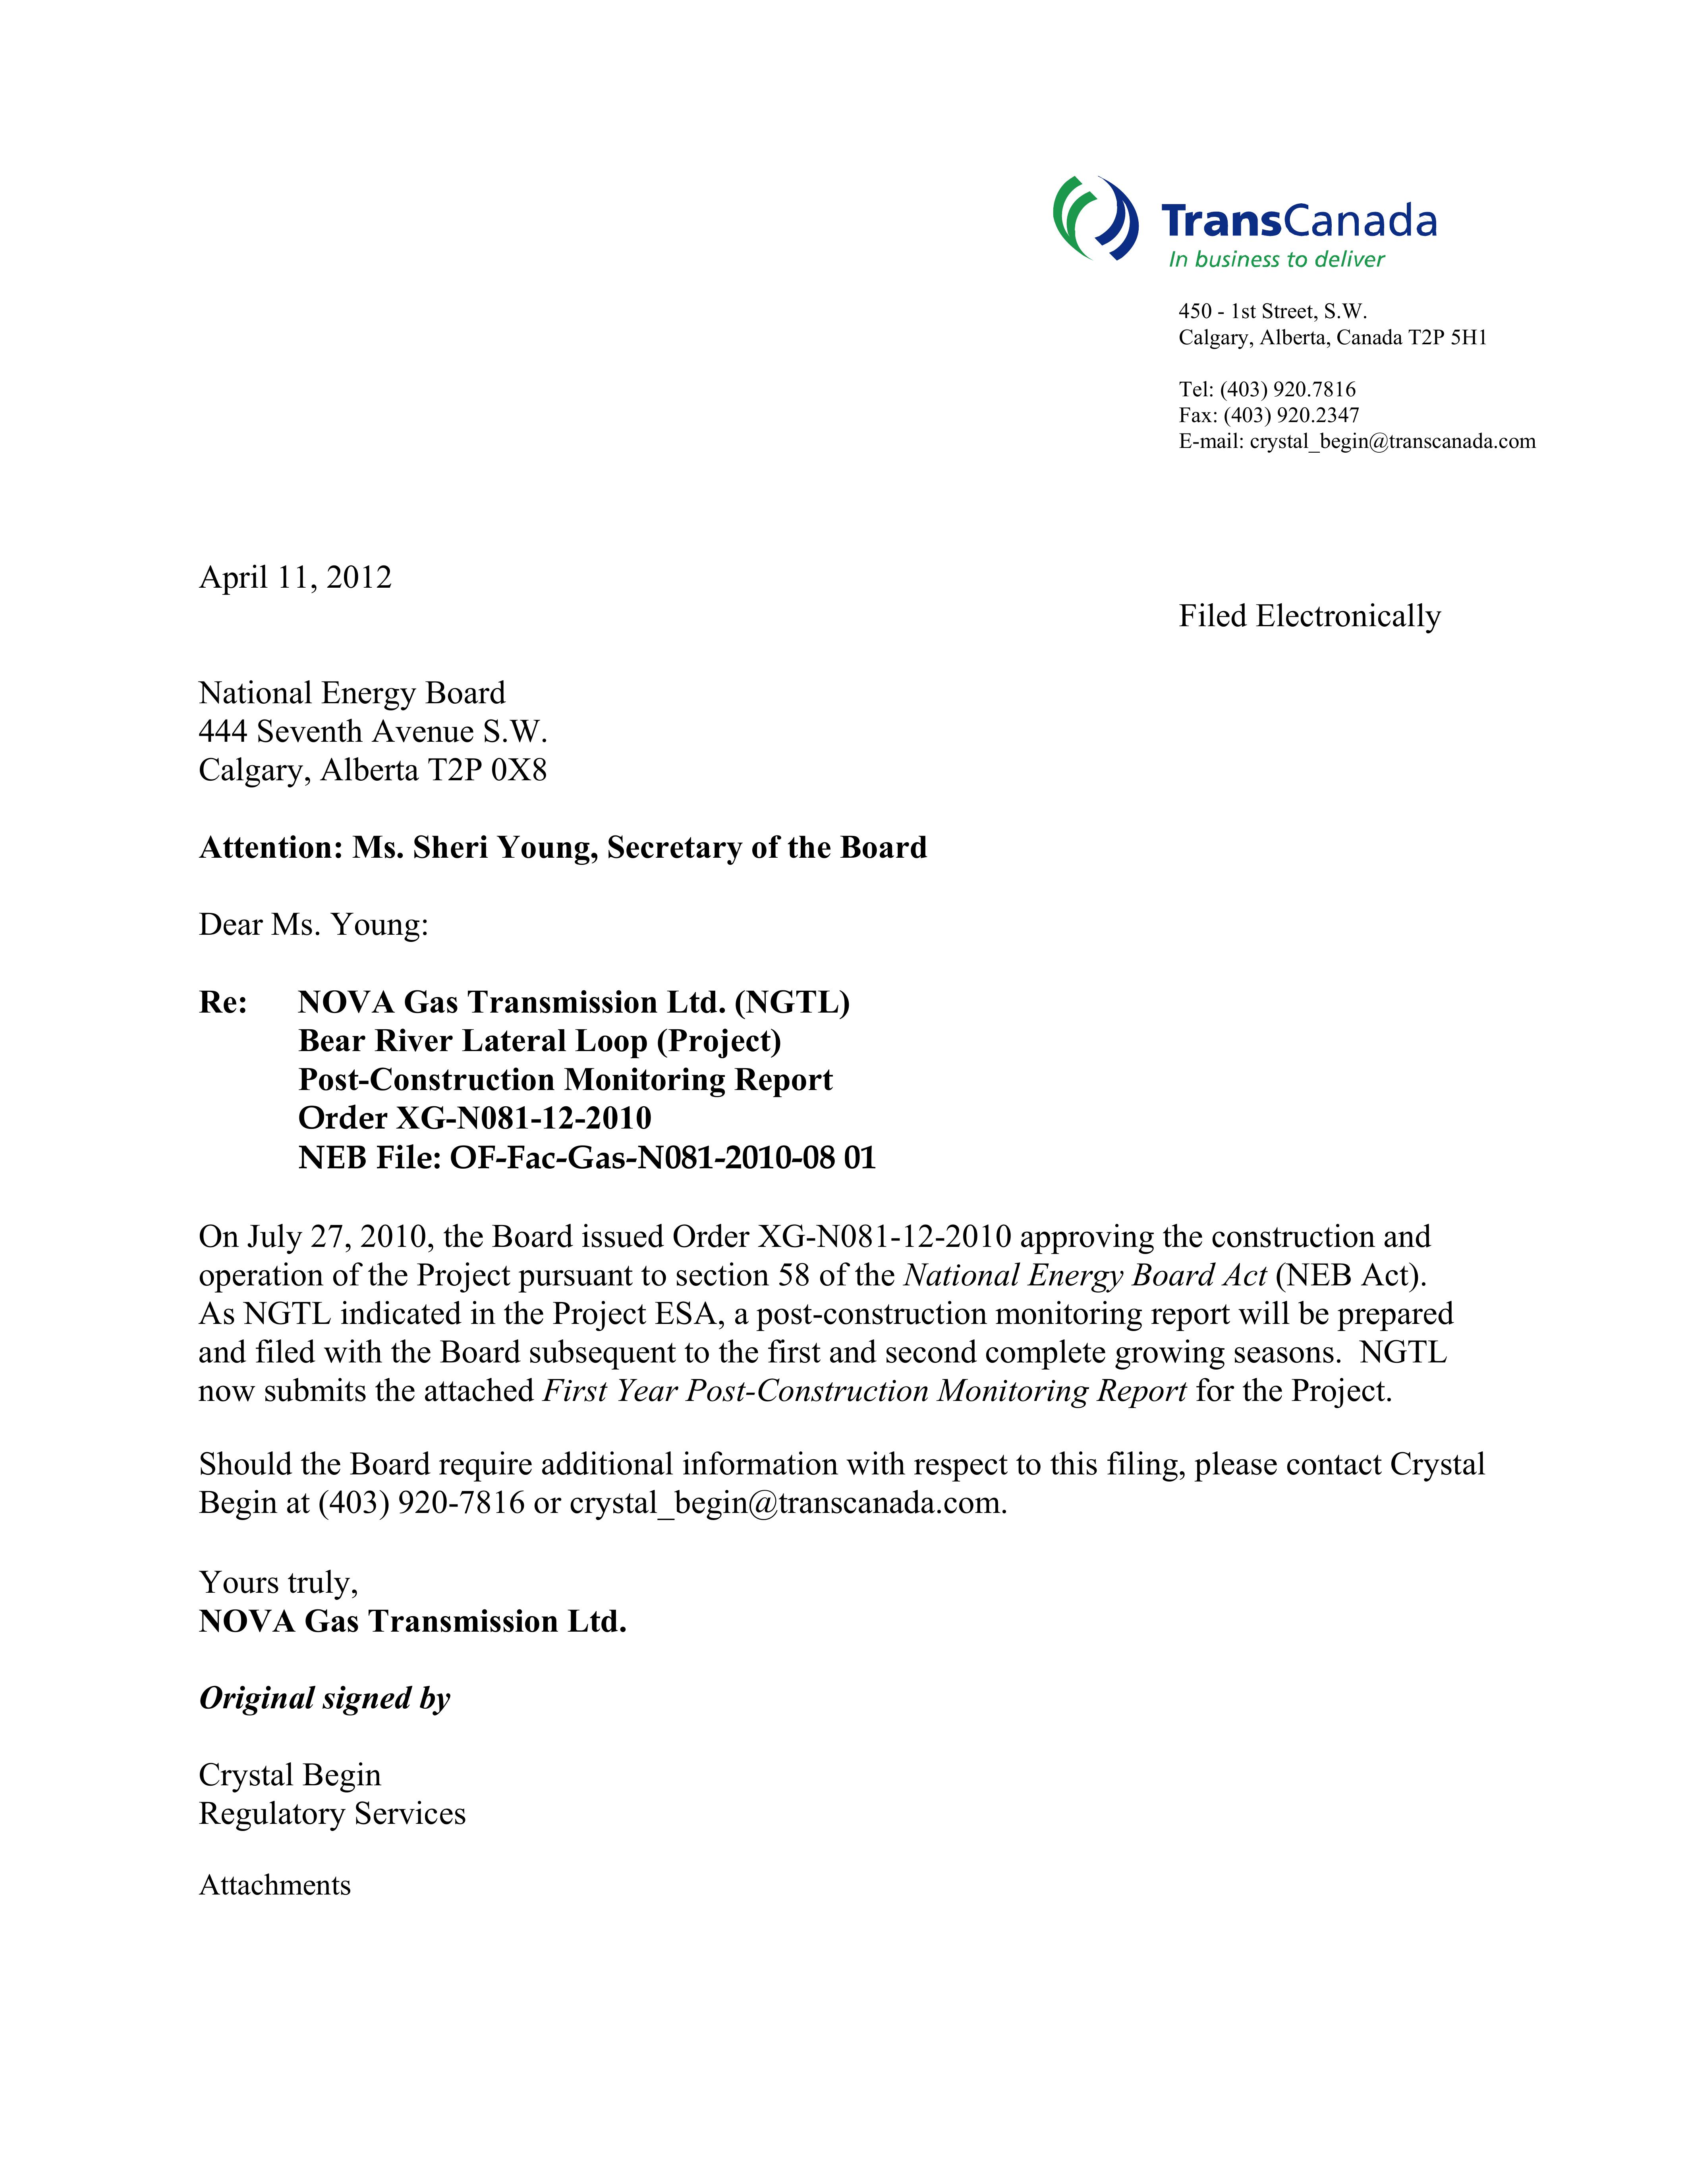 TransCanada
In business to deliver
450 - 1st Street, S.W.
Calgary, Alberta, Canada T2P 5H1
Tel: (403) 920.7816
Fax: (403) 920.2347
E-mail: crystal_begin@transcanada.com
April 11, 2012
Filed Electronically
National Energy Board
444 Seventh Avenue S.W.
Calgary, Alberta T2P 0X8
Attention: Ms. Sheri Young, Secretary of the Board
Dear Ms. Young:
Re: NOVA Gas Transmission Ltd. (NGTL)
Bear River Lateral Loop (Project)
Post-Construction Monitoring Report
Order XG-N081-12-2010
NEB File: OF-Fac-Gas-N081-2010-08 01
On July 27, 2010, the Board issued Order XG-N081-12-2010 approving the construction and
operation of the Project pursuant to section 58 of the National Energy Board Act (NEB Act).
As NGTL indicated in the Project ESA, a post-construction monitoring report will be prepared
and filed with the Board subsequent to the first and second complete growing seasons.  NGTL
now submits the attached First Year Post-Construction Monitoring Report for the Project.
Should the Board require additional information with respect to this filing, please contact Crystal
Begin at (403) 920-7816 or crystal_begin@transcanada.com.
Yours truly,
NOVA Gas Transmission Ltd.
Original signed by
Crystal Begin
Regulatory Services
Attachments